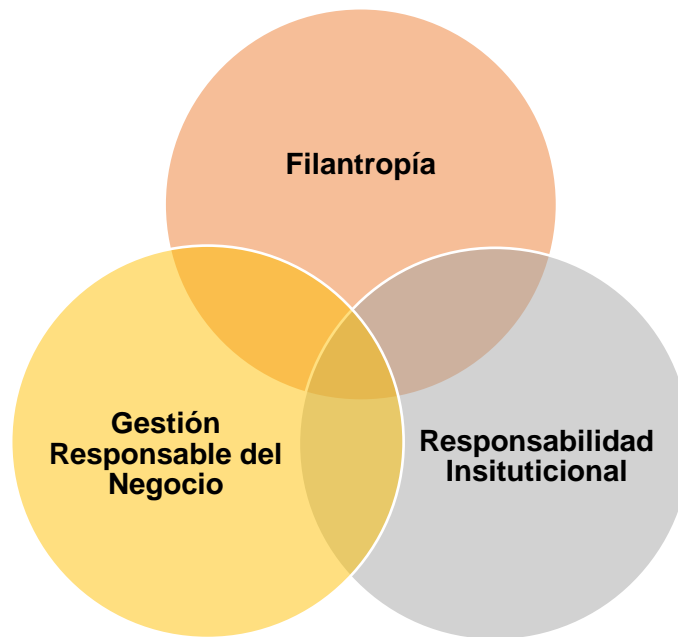 Filantropía
Gestión
Responsable del
Negocio
Responsabilidad
Insituticional